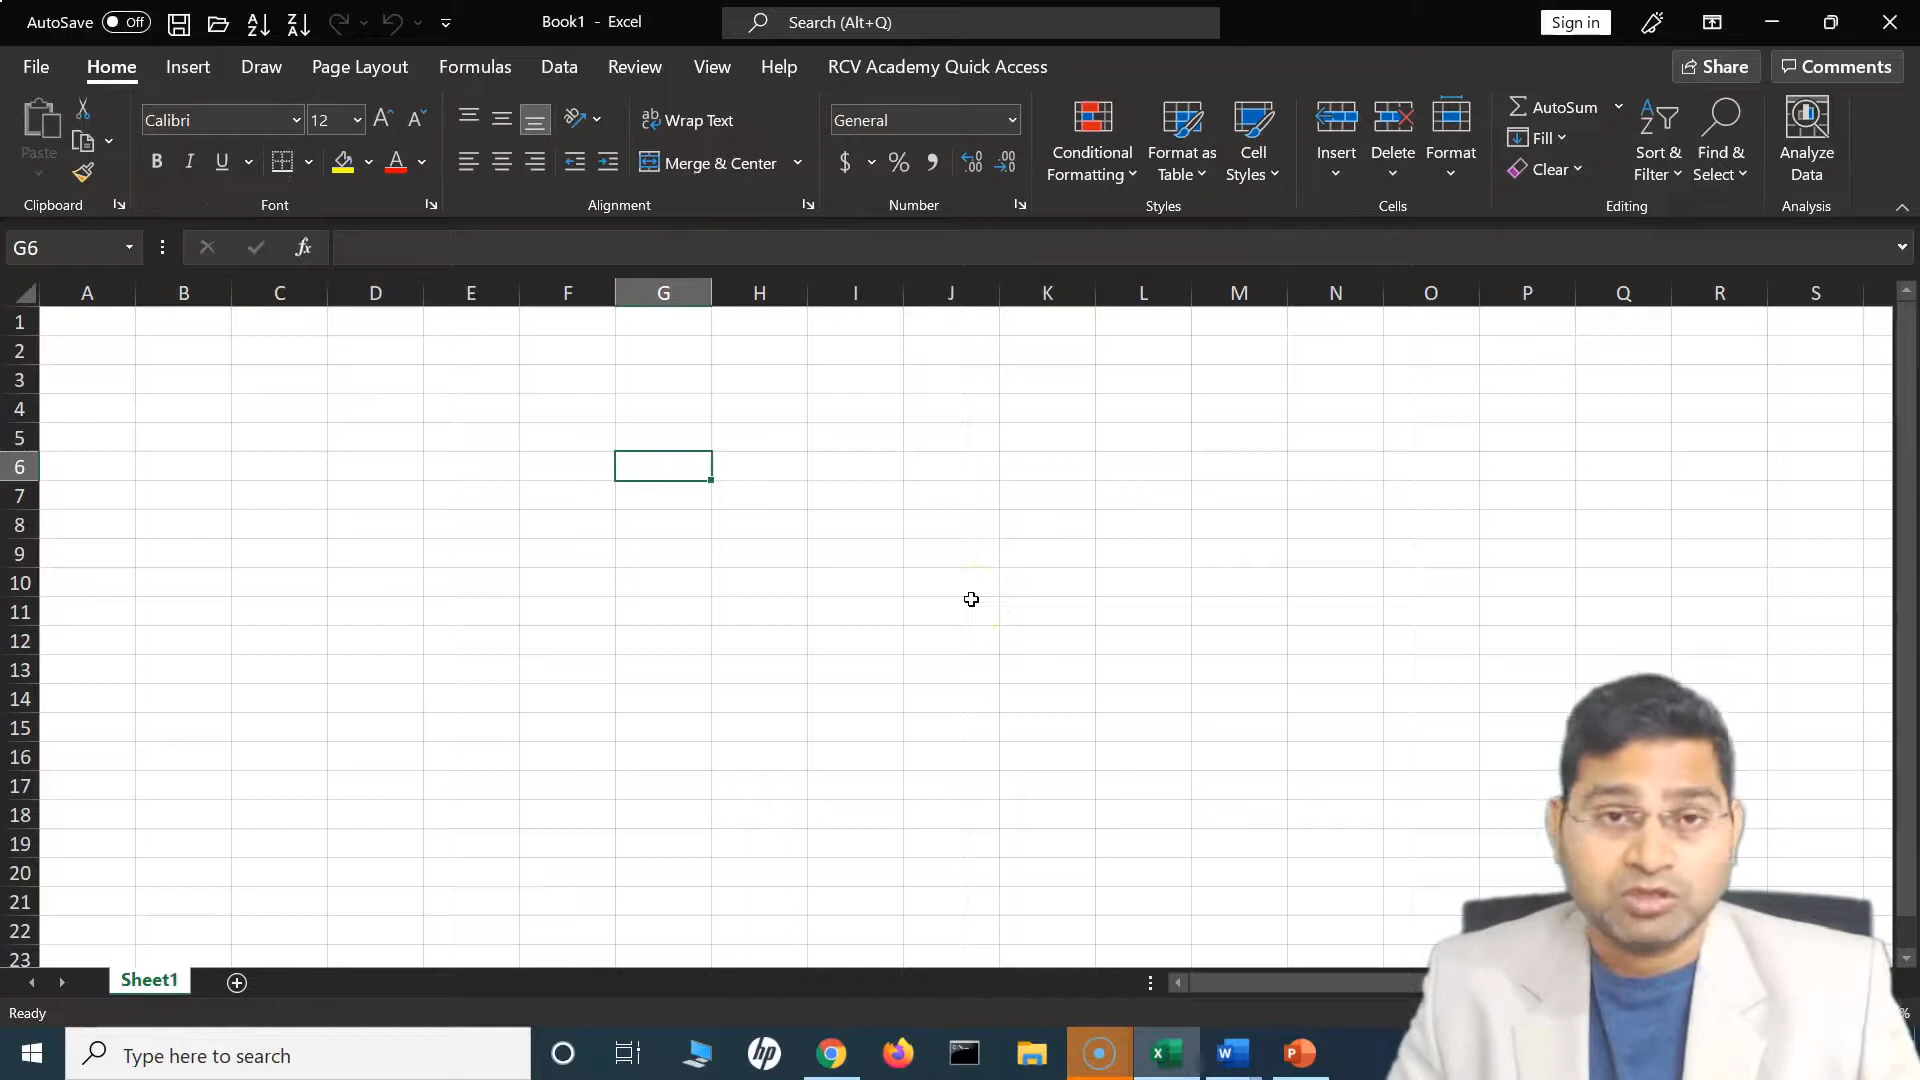 AutoSave Off Book1 - Excel Search (Alt+Q) Sign in
File Home Insert Draw Page Layout Formulas Data Review View Help RCV Academy Quick Access Share Comments
Calibri 12 Wrap Text General AutoSum
Paste Conditional Formatting Format as Table Cell Styles Insert Delete Format Fill Sort & Filter Find & Select Analyze Data
B I U Merge & Center $ % Clear
Clipboard Font Alignment Number Styles Cells Editing Analysis
G6 fx
A B C D E F G H I J K L M N O P Q R S
1
2
3
4
5
6
7
8
9
10
11
12
13
14
15
16
17
18
19
20
21
22
23
Sheet1
Ready %
Type here to search hp